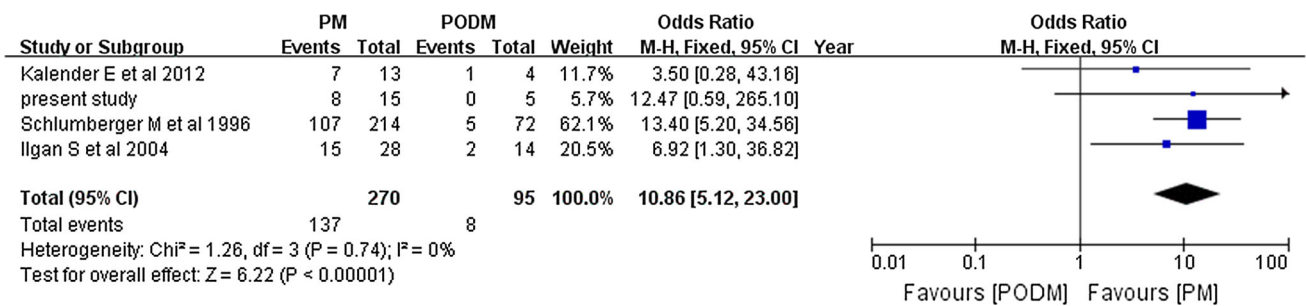 PM PODM Odds Ratio Odds Ratio
Study or Subgroup Events Total Events Total Weight M-H, Fixed, 95% CI Year M-H, Fixed, 95% CI
Kalender E et al 2012 7 13 1 4 11.7% 3.50 [0.28, 43.16]
present study 8 15 0 5 5.7% 12.47 [0.59, 265.10]
Schlumberger M et al 1996 107 214 5 72 62.1% 13.40 [5.20, 34.56]
Ilgan S et al 2004 15 28 2 14 20.5% 6.92 [1.30, 36.82]
Total (95% CI) 270 95 100.0% 10.86 [5.12, 23.00]
Total events 137 8
Heterogeneity: Chi² = 1.26, df = 3 (P = 0.74); I² = 0%
Test for overall effect: Z = 6.22 (P < 0.00001)
0.01 0.1 1 10 100
Favours [PODM] Favours [PM]